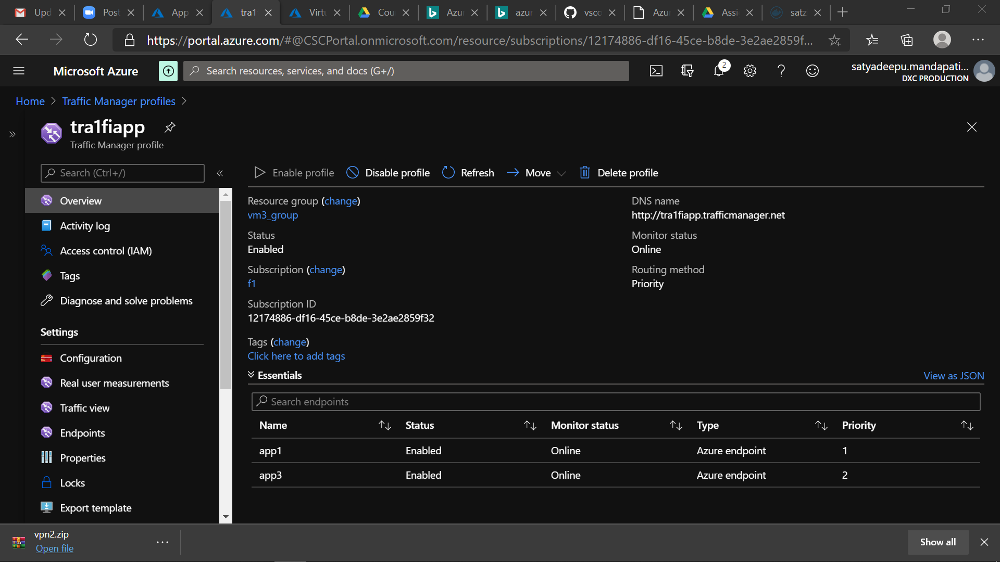 Upd
Post
App
tra1
Virtu
Cou
Azur
azur
vsco
Azu
Assi
satz
https://portal.azure.com/#@CSCPortal.onmicrosoft.com/resource/subscriptions/12174886-df16-45ce-b8de-3e2ae2859f...
Microsoft Azure
Search resources, services, and docs (G+/)
2
satyadeepu.mandapati...
DXC PRODUCTION
Home > Traffic Manager profiles >
tra1fiapp
Traffic Manager profile
Search (Ctrl+/)
Overview
Activity log
Access control (IAM)
Tags
Diagnose and solve problems
Settings
Configuration
Real user measurements
Traffic view
Endpoints
Properties
Locks
Export template
Enable profile
Disable profile
Refresh
Move
Delete profile
Resource group (change)
vm3_group
Status
Enabled
Subscription (change)
f1
Subscription ID
12174886-df16-45ce-b8de-3e2ae2859f32
Tags (change)
Click here to add tags
DNS name
http://tra1fiapp.trafficmanager.net
Monitor status
Online
Routing method
Priority
Essentials
View as JSON
Search endpoints
Name Status Monitor status Type Priority
app1 Enabled Online Azure endpoint 1
app3 Enabled Online Azure endpoint 2
vpn2.zip
Open file
Show all